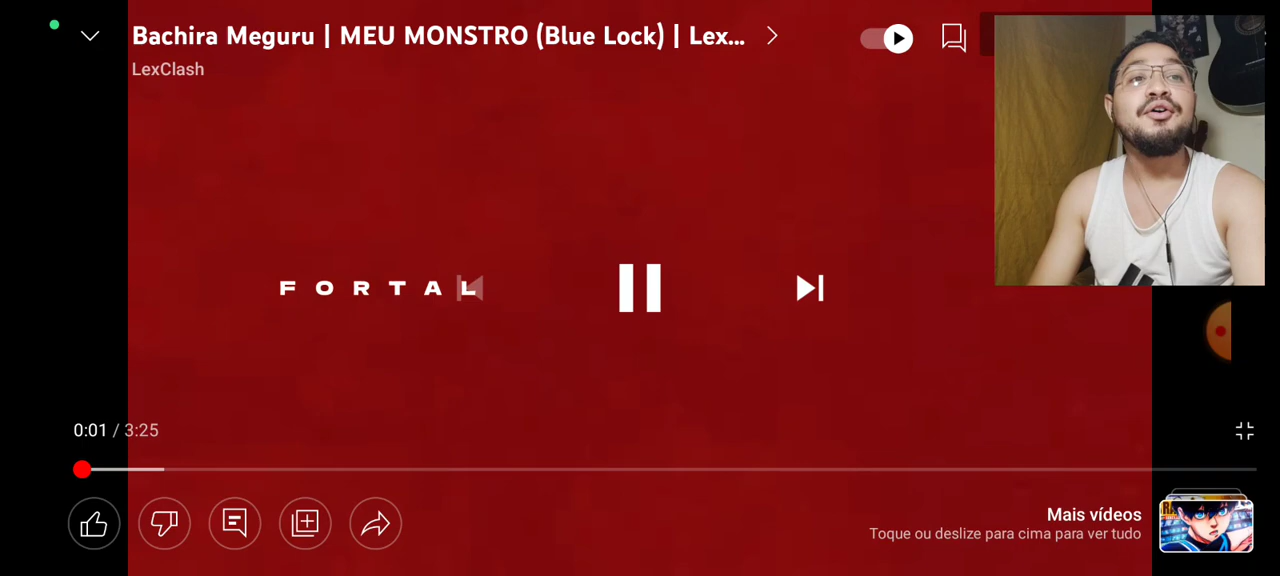 Bachira Meguru | MEU MONSTRO (Blue Lock) | Lex...
LexClash
FORTAL
0:01 / 3:25
Mais vídeos
Toque ou deslize para cima para ver tudo